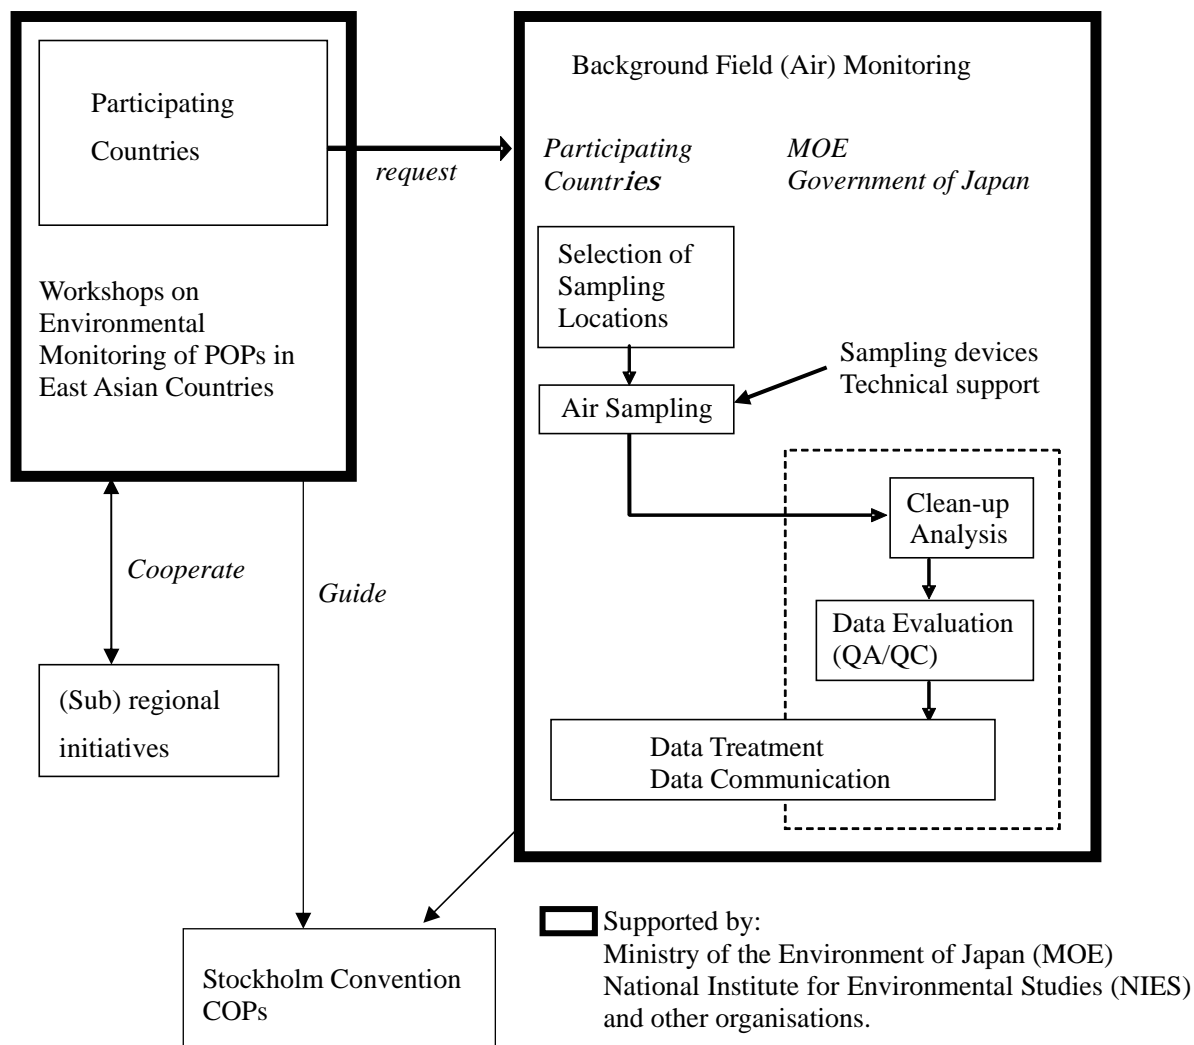 Participating
Countries
Workshops on
Environmental
Monitoring of POPs in
East Asian Countries
request
Background Field (Air) Monitoring
Participating
Countries
MOE
Government of Japan
Selection of
Sampling
Locations
Sampling devices
Technical support
Air Sampling
Clean-up
Analysis
Data Evaluation
(QA/QC)
Data Treatment
Data Communication
Cooperate
Guide
(Sub) regional
initiatives
Stockholm Convention
COPs
Supported by:
Ministry of the Environment of Japan (MOE)
National Institute for Environmental Studies (NIES)
and other organisations.